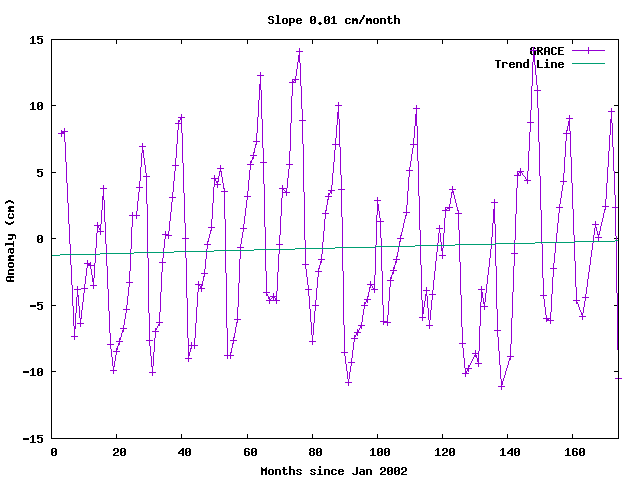 Slope 0.01 cm/month
GRACE
Trend Line
15
10
5
0
-5
-10
-15
Anomaly (cm)
0 20 40 60 80 100 120 140 160
Months since Jan 2002